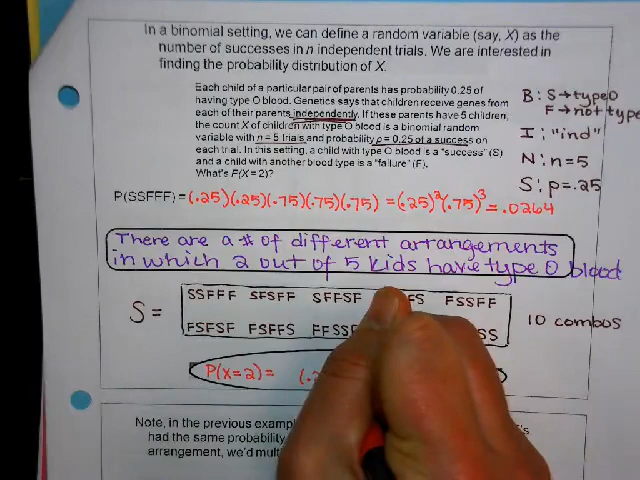 In a binomial setting, we can define a random variable (say, X) as the
number of successes in n independent trials. We are interested in
finding the probability distribution of X.
Each child of a particular pair of parents has probability 0.25 of
having type O blood. Genetics says that children receive genes from
each of their parents independently. If these parents have 5 children,
the count X of children with type O blood is a binomial random
variable with n = 5 trials and probability p = 0.25 of a success on
each trial. In this setting, a child with type O blood is a "success" (S)
and a child with another blood type is a "failure" (F).
What's P(X = 2)?
B: S→type O
F→not type
I: "ind"
N: n=5
S: p=.25
P(SSFFF) = (.25)(.25)(.75)(.75)(.75) = (.25)²(.75)³ = .0264
There are a # of different arrangements
in which 2 out of 5 kids have type O blood
S = SSFFF SFSFF SFFSF FS FSSFF
FSFSF FSFFS FFSSF SS
10 combos
P(X=2) = (.2
Note, in the previous examp 's
had the same probability
arrangement, we'd mult